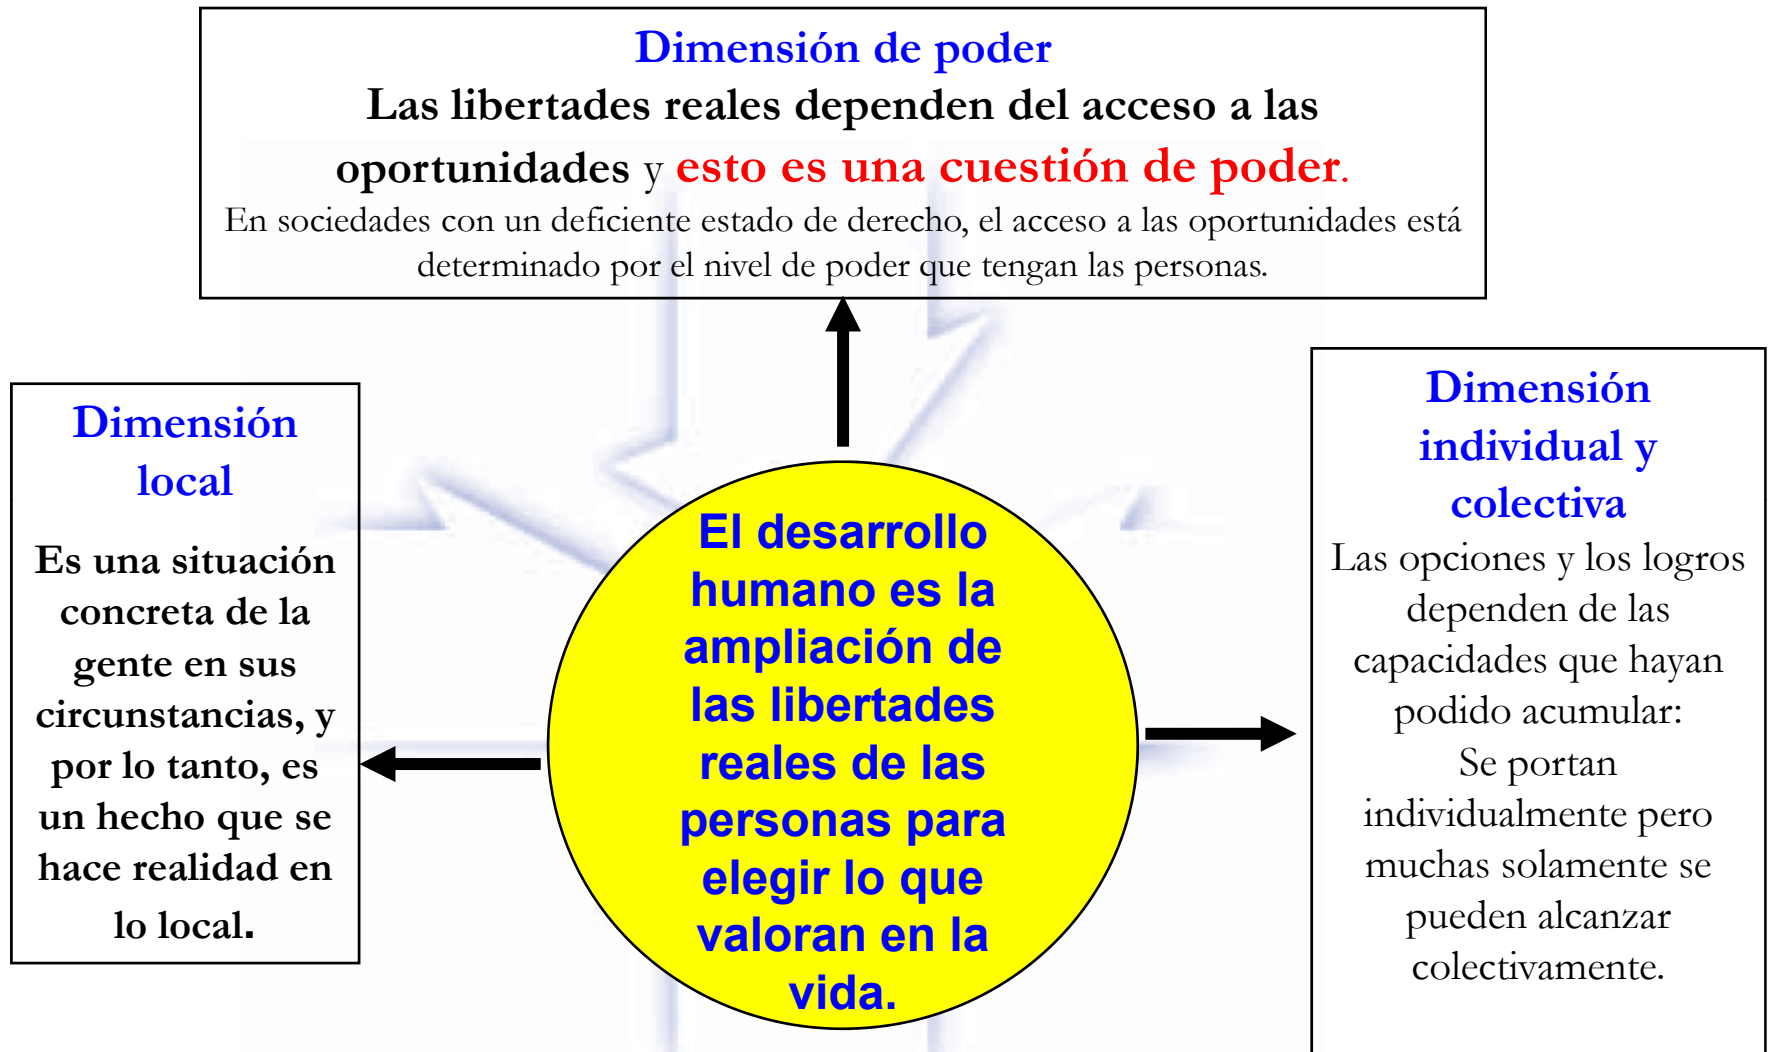 Dimensión de poder
Las libertades reales dependen del acceso a las
oportunidades y esto es una cuestión de poder.
En sociedades con un deficiente estado de derecho, el acceso a las oportunidades está
determinado por el nivel de poder que tengan las personas.
Dimensión
local
Es una situación
concreta de la
gente en sus
circunstancias, y
por lo tanto, es
un hecho que se
hace realidad en
lo local.
El desarrollo
humano es la
ampliación de
las libertades
reales de las
personas para
elegir lo que
valoran en la
vida.
Dimensión
individual y
colectiva
Las opciones y los logros
dependen de las
capacidades que hayan
podido acumular:
Se portan
individualmente pero
muchas solamente se
pueden alcanzar
colectivamente.